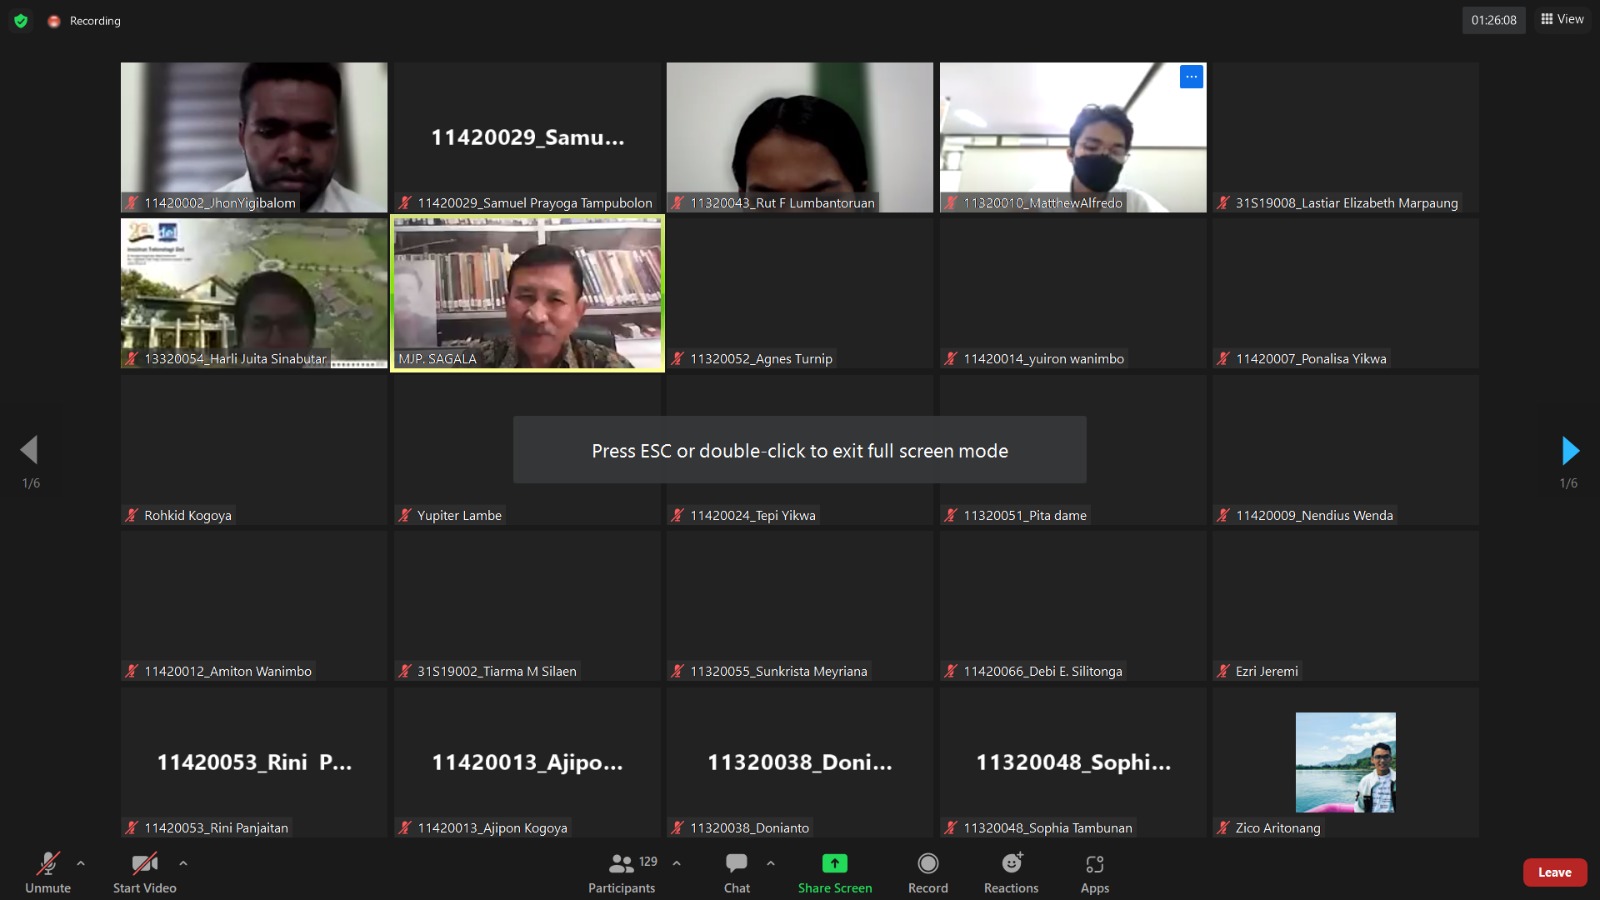 Recording
01:26:08
View
11420002_JhonYigibalom
11420029_Samu...
11420029_Samuel Prayoga Tampubolon
11320043_Rut F Lumbantoruan
11320010_MatthewAlfredo
31S19008_Lastiar Elizabeth Marpaung
del
Institut Teknologi Del
13320054_Harli Juita Sinabutar
MJP. SAGALA
11320052_Agnes Turnip
11420014_yuiron wanimbo
11420007_Ponalisa Yikwa
Press ESC or double-click to exit full screen mode
1/6
1/6
Rohkid Kogoya
Yupiter Lambe
11420024_Tepi Yikwa
11320051_Pita dame
11420009_Nendius Wenda
11420012_Amiton Wanimbo
31S19002_Tiarma M Silaen
11320055_Sunkrista Meyriana
11420066_Debi E. Silitonga
Ezri Jeremi
11420053_Rini P...
11420013_Ajipo...
11320038_Doni...
11320048_Sophi...
11420053_Rini Panjaitan
11420013_Ajipon Kogoya
11320038_Donianto
11320048_Sophia Tambunan
Zico Aritonang
Unmute
Start Video
129
Participants
Chat
Share Screen
Record
Reactions
Apps
Leave